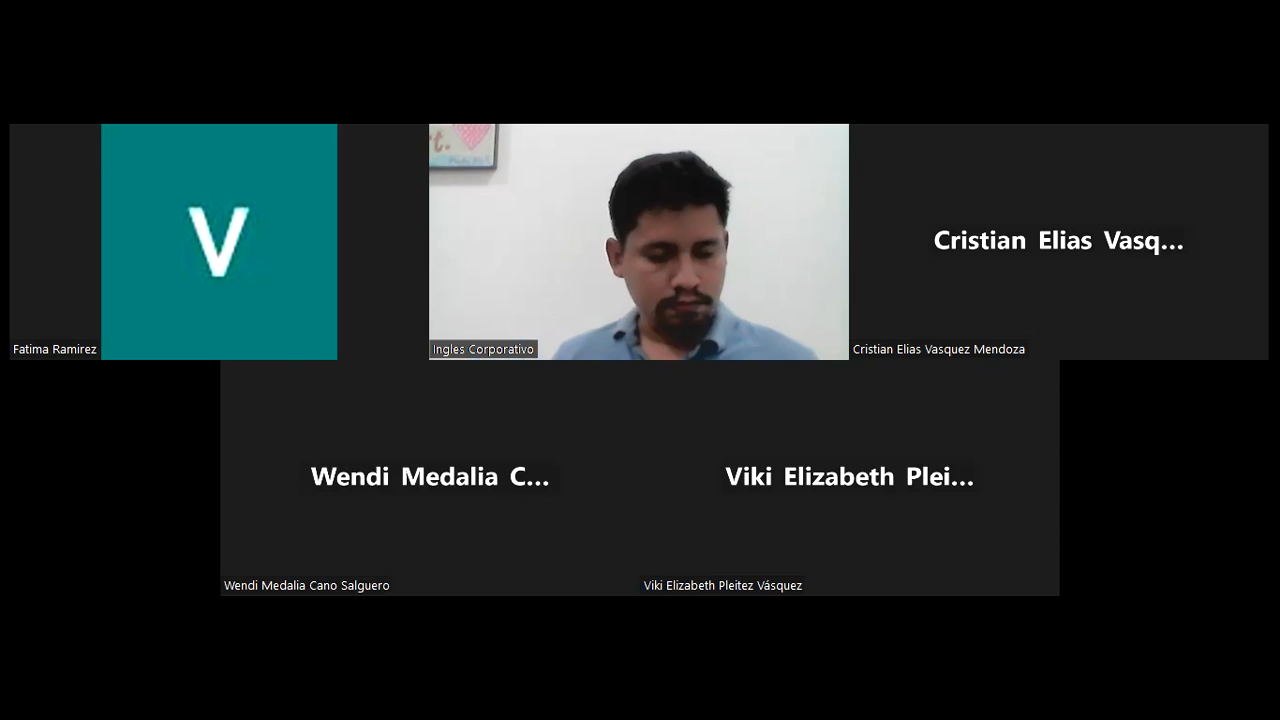 t.
V
Fatima Ramirez
Ingles Corporativo
Cristian Elias Vasq...
Cristian Elias Vasquez Mendoza
Wendi Medalia C...
Viki Elizabeth Plei...
Wendi Medalia Cano Salguero
Viki Elizabeth Pleitez Vásquez